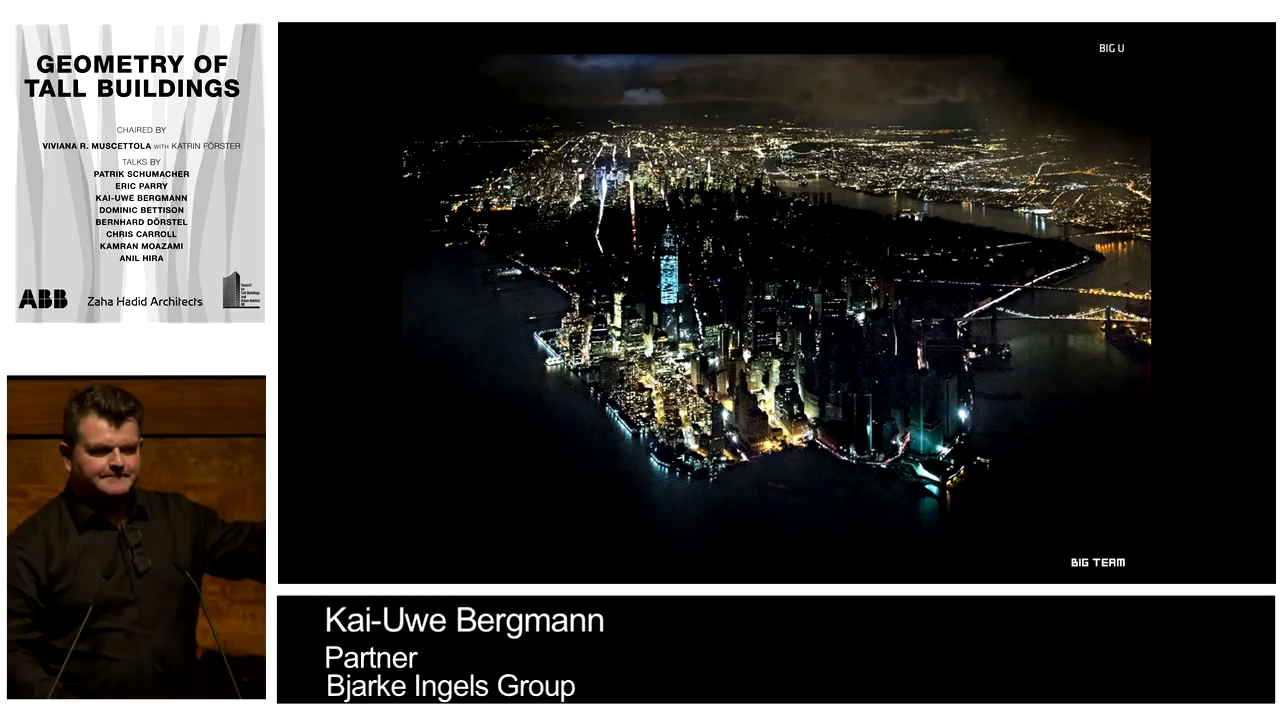 GEOMETRY OF
TALL BUILDINGS
CHAIRED BY
VIVIANA R. MUSCETTOLA WITH KATRIN FÖRSTER
TALKS BY
PATRIK SCHUMACHER
ERIC PARRY
KAI-UWE BERGMANN
DOMINIC BETTISON
BERNHARD DÖRSTEL
CHRIS CARROLL
KAMRAN MOAZAMI
ANIL HIRA
ABB
Zaha Hadid Architects
BIG U
BIG TEAM
Kai-Uwe Bergmann
Partner
Bjarke Ingels Group